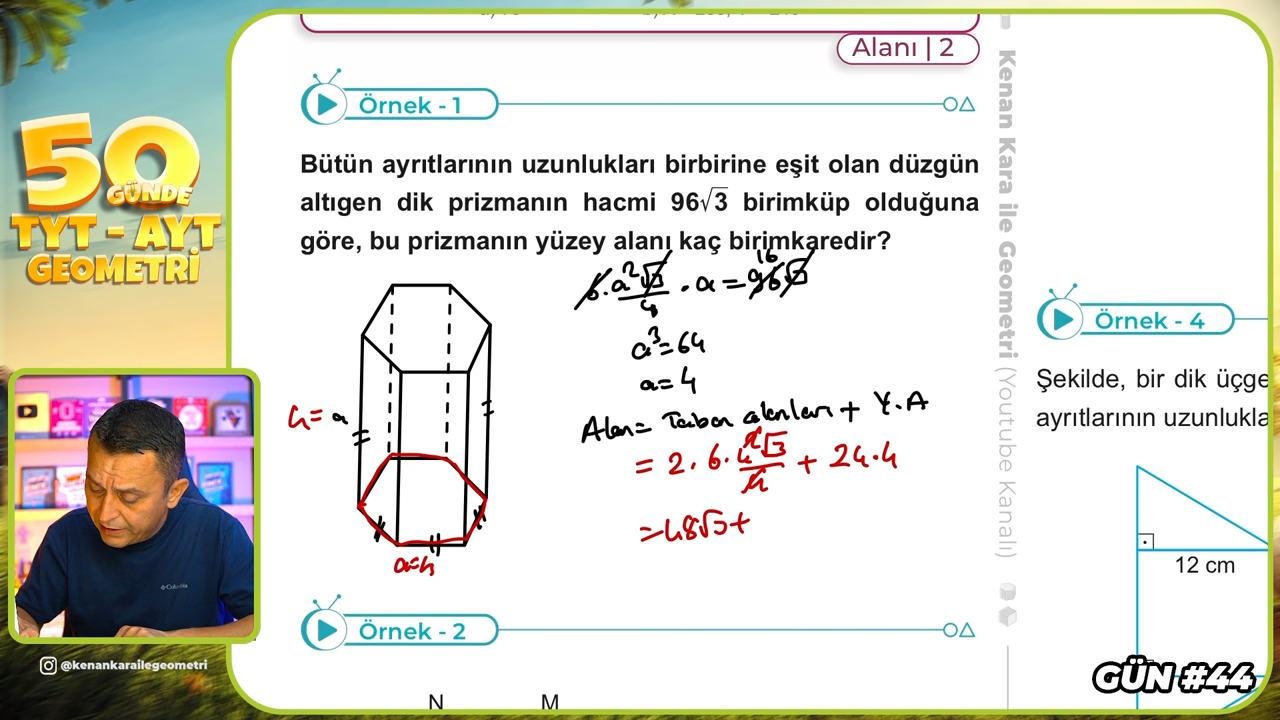 Alanı | 2
Örnek - 1
Bütün ayrıtlarının uzunlukları birbirine eşit olan düzgün
altıgen dik prizmanın hacmi 96√3 birimküp olduğuna
göre, bu prizmanın yüzey alanı kaç birimkaredir?
6 · a²√3/4 · a = 96√3
16
a³=64
a=4
Alan= Taban alanları + Y.A
= 2 · 6 · 4²√3/4 + 24·4
=48√3+
h= a
a=4
Örnek - 2
N M
Kenan Kara ile Geometri (Youtube Kanalı)
Örnek - 4
Şekilde, bir dik üçge
ayrıtlarının uzunlukla
12 cm
50
GÜNDE
TYT - AYT
GEOMETRİ
Columbia
@kenankarailegeometri
GÜN #44